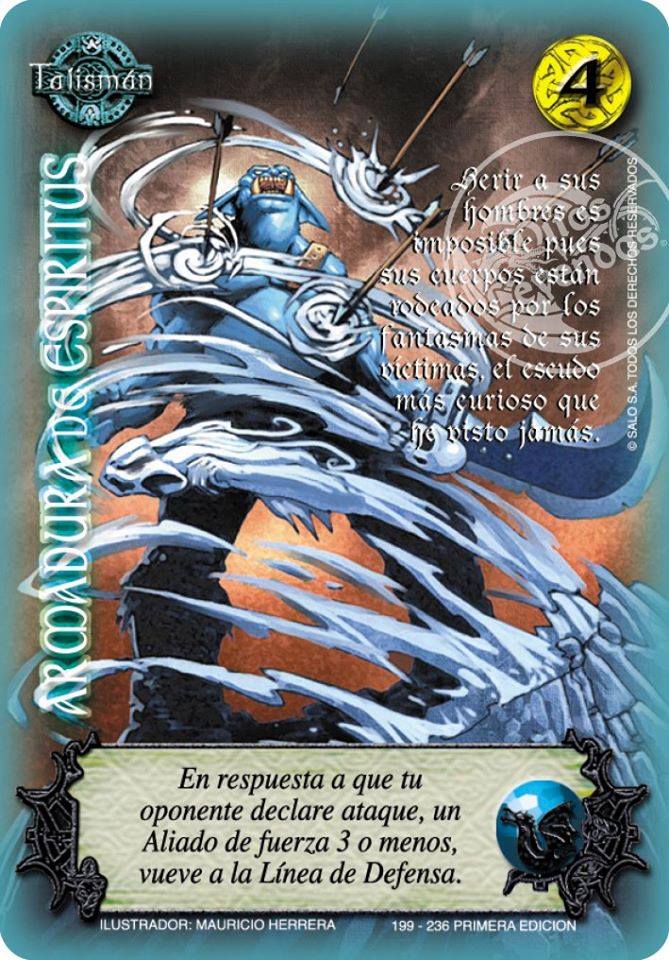 Talismán
4
ARMADURA DE ESPIRITUS
Herir a sus
hombres es
imposible pues
sus cuerpos están
rodeados por los
fantasmas de sus
víctimas, el escudo
más curioso que
he visto jamás.
© SALO S.A. TODOS LOS DERECHOS RESERVADOS
En respuesta a que tu
oponente declare ataque, un
Aliado de fuerza 3 o menos,
vueve a la Línea de Defensa.
ILUSTRADOR: MAURICIO HERRERA
199 - 236 PRIMERA EDICION